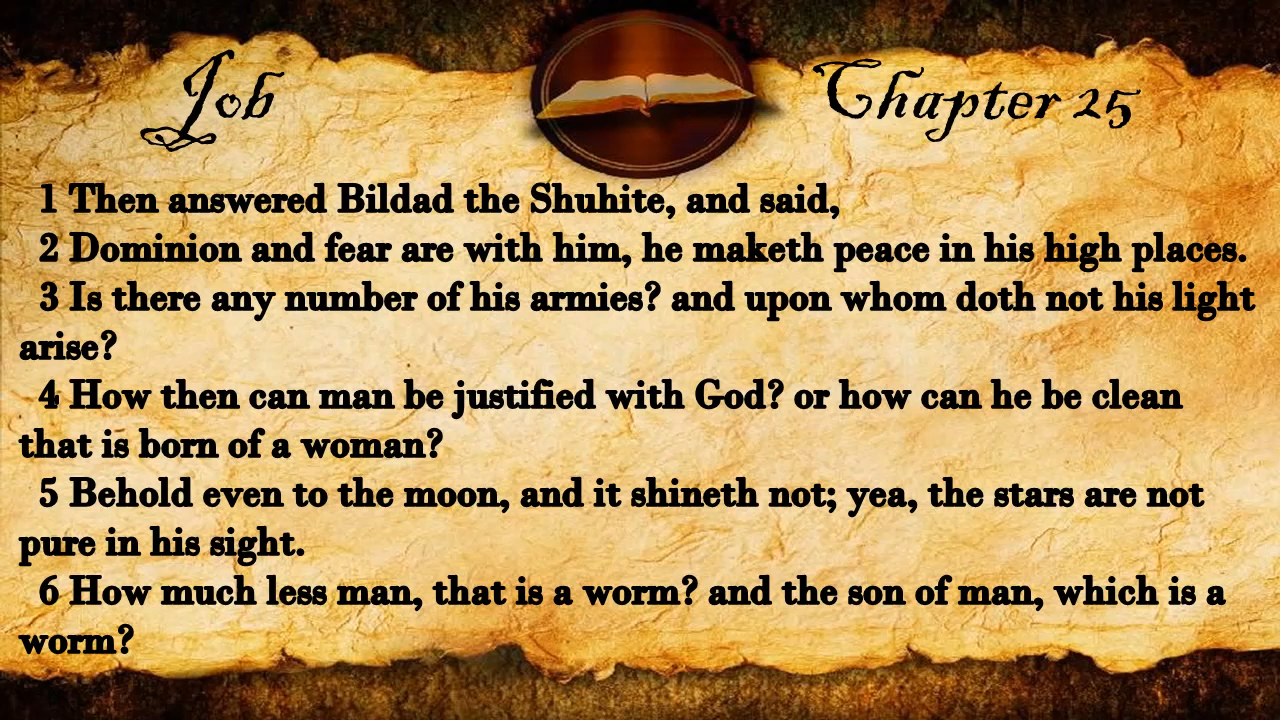 Job
Chapter 25
1 Then answered Bildad the Shuhite, and said,
2 Dominion and fear are with him, he maketh peace in his high places.
3 Is there any number of his armies? and upon whom doth not his light
arise?
4 How then can man be justified with God? or how can he be clean
that is born of a woman?
5 Behold even to the moon, and it shineth not; yea, the stars are not
pure in his sight.
6 How much less man, that is a worm? and the son of man, which is a
worm?